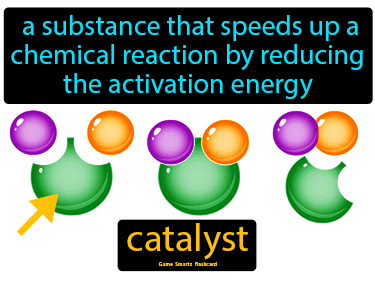 a substance that speeds up a
chemical reaction by reducing
the activation energy
catalyst
Game Smartz flashcard